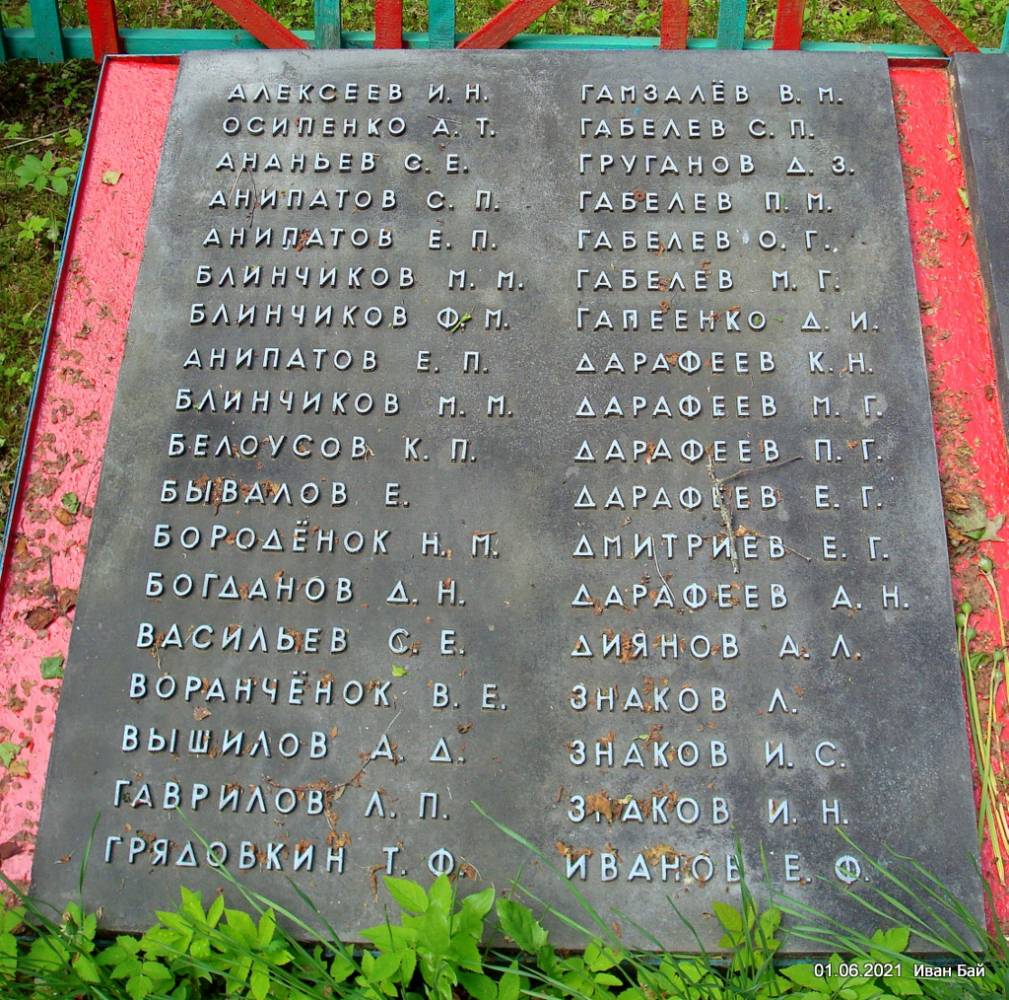 АЛЕКСЕЕВ И. Н.
ОСИПЕНКО А. Т.
АНАНЬЕВ С. Е.
АНИПАТОВ С. П.
АНИПАТОВ Е. П.
БЛИНЧИКОВ М. М.
БЛИНЧИКОВ Ф. М.
АНИПАТОВ Е. П.
БЛИНЧИКОВ М. М.
БЕЛОУСОВ К. П.
БЫВАЛОВ Е.
БОРОДЁНОК Н. М.
БОГДАНОВ Д. Н.
ВАСИЛЬЕВ С. Е.
ВОРАНЧЁНОК В. Е.
ВЫШИЛОВ А. Д.
ГАВРИЛОВ Л. П.
ГРЯДОВКИН Т. Ф.
ГАМЗАЛЁВ В. М.
ГАБЕЛЕВ С. П.
ГРУГАНОВ Д. З.
ГАБЕЛЕВ П. М.
ГАБЕЛЕВ О. Г.
ГАБЕЛЕВ М. Г.
ГАПЕЕНКО Д. И.
ДАРАФЕЕВ К. Н.
ДАРАФЕЕВ М. Г.
ДАРАФЕЕВ П. Г.
ДАРАФЕЕВ Е. Г.
ДМИТРИЕВ Е. Г.
ДАРАФЕЕВ А. Н.
ДИЯНОВ А. Л.
ЗНАКОВ Л.
ЗНАКОВ И. С.
ЗНАКОВ И. Н.
ИВАНОВ Е. Ф.
01.06.2021 Иван Бай